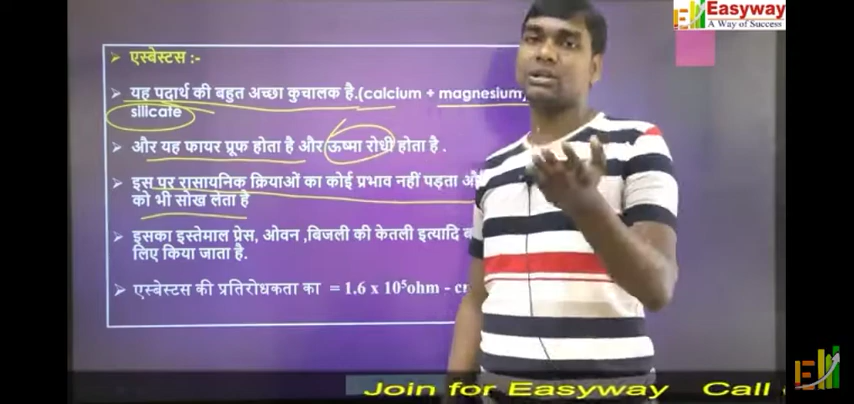 Easyway
A Way of Success
एस्बेस्टस :-
यह पदार्थ की बहुत अच्छा कुचालक है.(calcium + magnesium)
silicate
और यह फायर प्रूफ होता है और ऊष्मा रोधी होता है .
इस पर रासायनिक क्रियाओं का कोई प्रभाव नहीं पड़ता
को भी सोख लेता है
इसका इस्तेमाल प्रेस, ओवन ,बिजली की केतली इत्यादि
लिए किया जाता है.
एस्बेस्टस की प्रतिरोधकता का = 1.6 x 10⁵ohm -
Join for Easyway Call